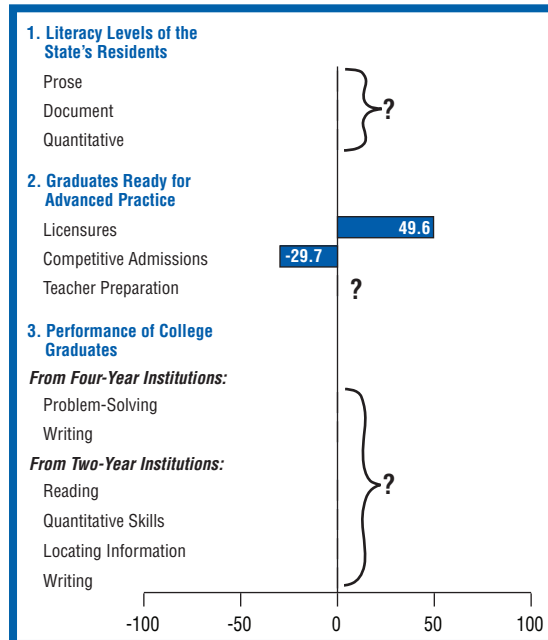 1. Literacy Levels of the
State's Residents
Prose
Document
Quantitative
?
2. Graduates Ready for
Advanced Practice
Licensures
49.6
Competitive Admissions
-29.7
Teacher Preparation
?
3. Performance of College
Graduates
From Four-Year Institutions:
Problem-Solving
Writing
From Two-Year Institutions:
Reading
?
Quantitative Skills
Locating Information
Writing
-100 -50 0 50 100